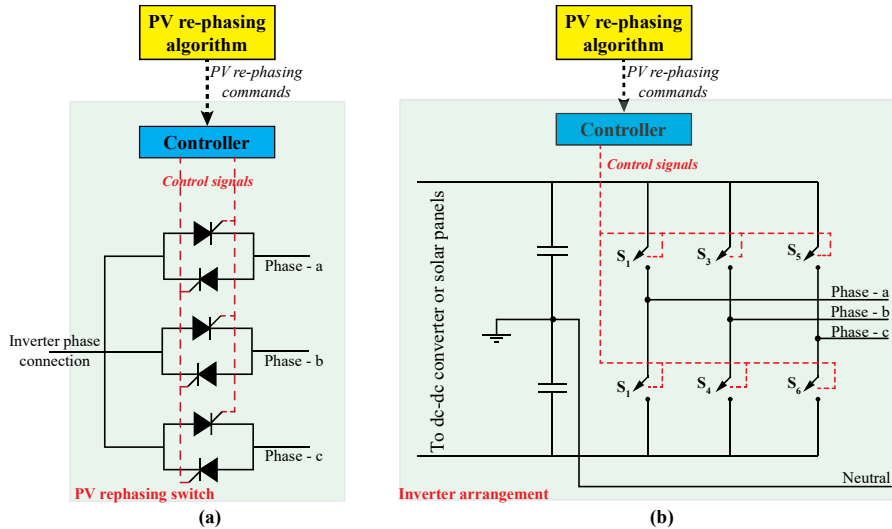 PV re-phasing
algorithm
PV re-phasing
commands
Controller
Control signals
Phase - a
Inverter phase
connection
Phase - b
Phase - c
PV rephasing switch
(a)
PV re-phasing
algorithm
PV re-phasing
commands
Controller
Control signals
To dc-dc converter or solar panels
S1
S3
S5
Phase - a
Phase - b
Phase - c
S1
S4
S6
Neutral
Inverter arrangement
(b)